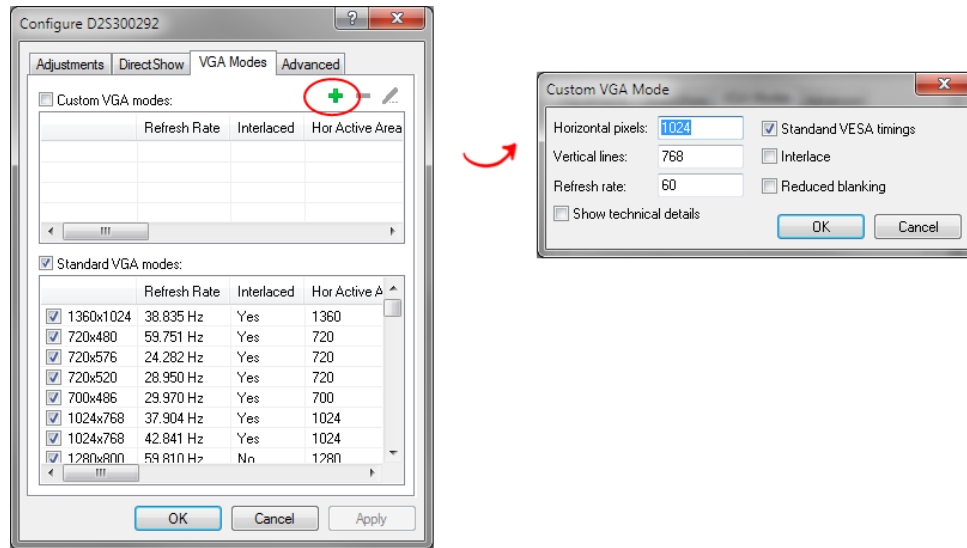 Configure D2S300292
Adjustments DirectShow VGA Modes Advanced
Custom VGA modes:
Refresh Rate Interlaced Hor Active Area
Standard VGA modes:
Refresh Rate Interlaced Hor Active A
1360x1024 38.835 Hz Yes 1360
720x480 59.751 Hz Yes 720
720x576 24.282 Hz Yes 720
720x520 28.950 Hz Yes 720
700x486 29.970 Hz Yes 700
1024x768 37.904 Hz Yes 1024
1024x768 42.841 Hz Yes 1024
1280x800 59.810 Hz No 1280
OK Cancel Apply
Custom VGA Mode
Horizontal pixels: 1024 Standard VESA timings
Vertical lines: 768 Interlace
Refresh rate: 60 Reduced blanking
Show technical details
OK Cancel